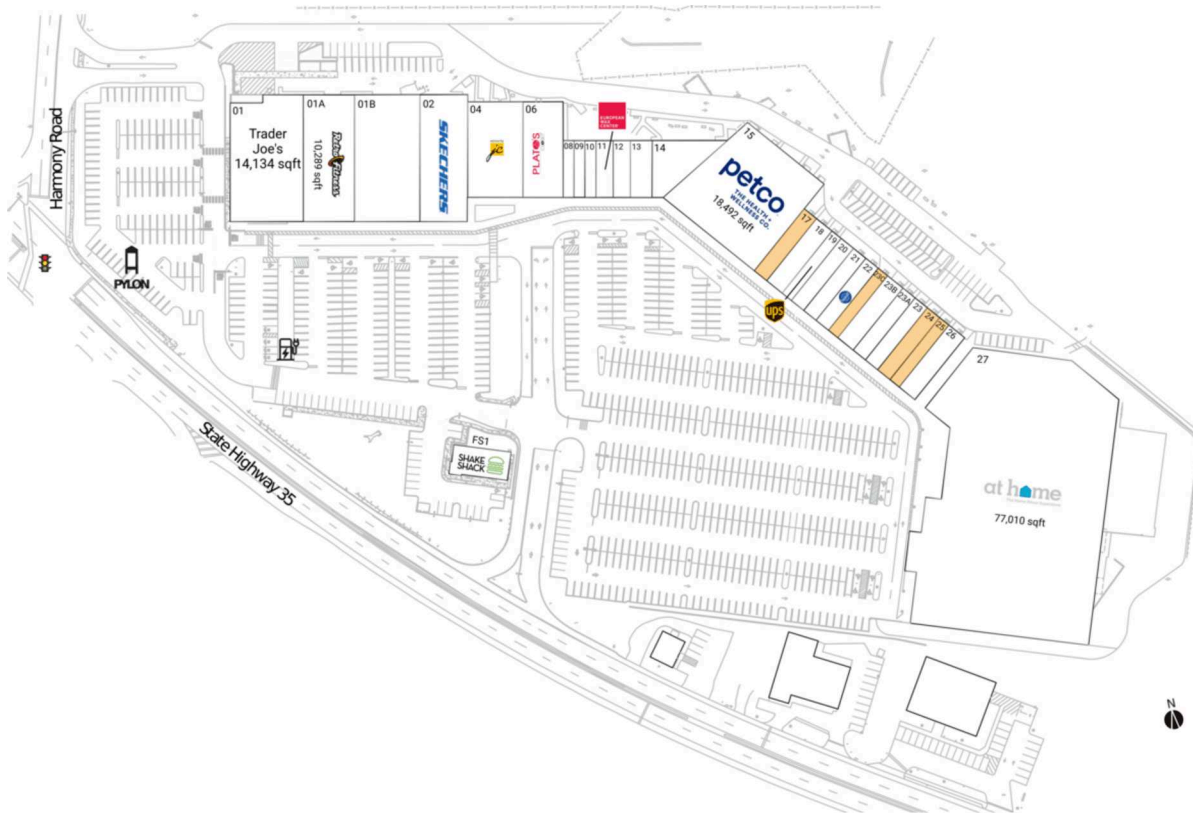 Harmony Road
PYLON
State Highway 35
01
Trader
Joe's
14,134 sqft
01A
Retro Fitness
10,289 sqft
01B
02
SKECHERS
04
06
PLATO'S
08
09
10
11
12
13
14
EUROPEAN
WAX
CENTER
15
petco
THE HEALTH +
WELLNESS CO.
18,492 sqft
17
18
19
20
21
22
23C
23B
23A
23
24
25
26
ups
27
at home
77,010 sqft
FS1
SHAKE
SHACK
N